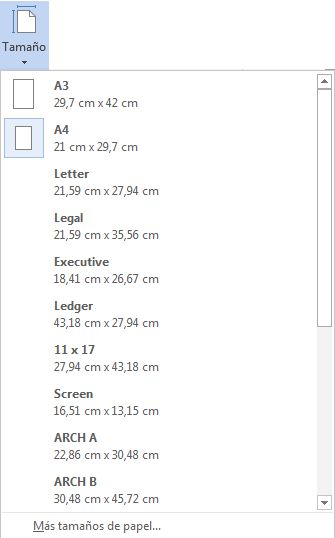 Tamaño
A3
29,7 cm x 42 cm
A4
21 cm x 29,7 cm
Letter
21,59 cm x 27,94 cm
Legal
21,59 cm x 35,56 cm
Executive
18,41 cm x 26,67 cm
Ledger
43,18 cm x 27,94 cm
11 x 17
27,94 cm x 43,18 cm
Screen
16,51 cm x 13,15 cm
ARCH A
22,86 cm x 30,48 cm
ARCH B
30,48 cm x 45,72 cm
Más tamaños de papel...